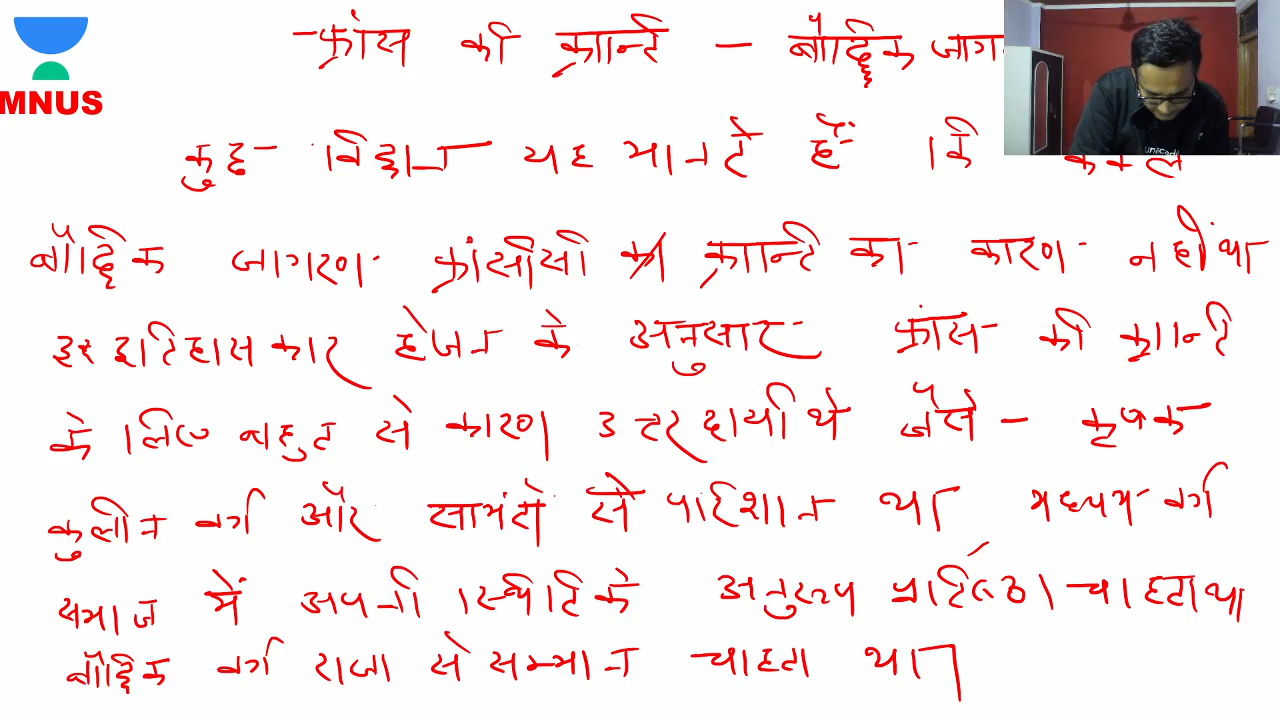 MNUS
फ्रांस की क्रान्ति - बौद्धिक जाग
कुछ विद्वान यह मानते हैं कि केवल
बौद्धिक जागरण फ्रांसीसी क्रान्ति का कारण नहीं था
इतिहासकार हेजन के अनुसार फ्रांस की क्रान्ति
के लिए बहुत से कारण उत्तरदायी थे जैसे - कृषक
कुलीन वर्ग और सामंतो से परिशान था मध्यम वर्ग
समाज में अपनी स्थिति के अनुरूप प्रतिष्ठा चाहता था
बौद्धिक वर्ग राजा से सम्मान चाहता था